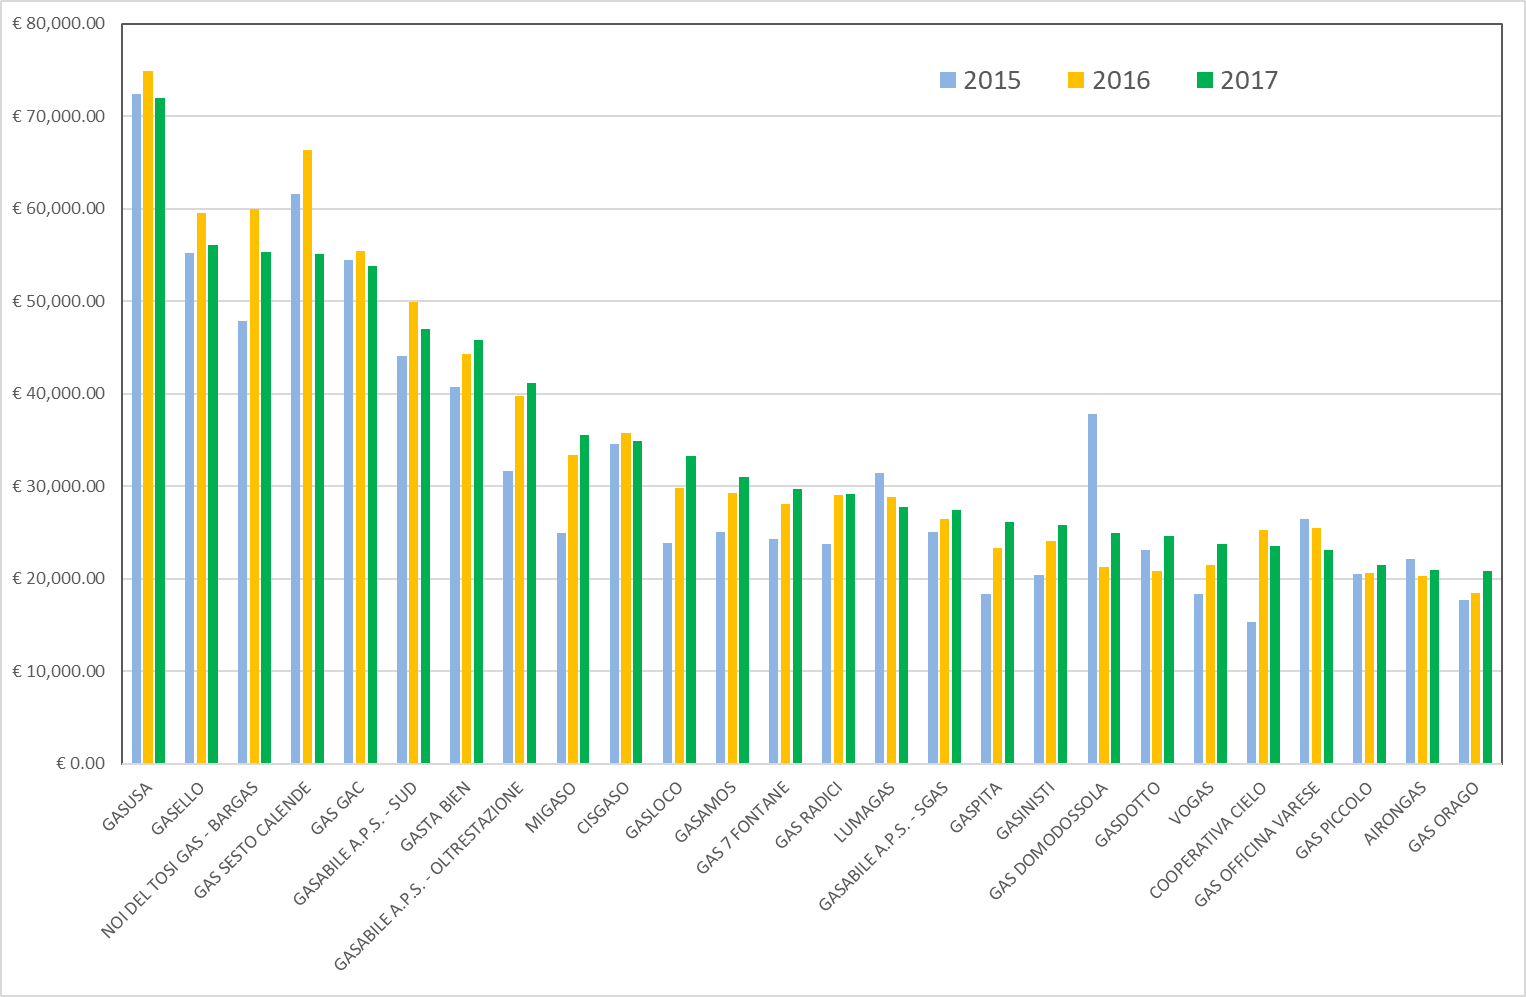 € 80,000.00
€ 70,000.00
€ 60,000.00
€ 50,000.00
€ 40,000.00
€ 30,000.00
€ 20,000.00
€ 10,000.00
€ 0.00
2015 2016 2017
GASUSA
GASELLO
NOI DEL TOSI GAS - BARGAS
GAS SESTO CALENDE
GAS GAC
GASABILE A.P.S. - SUD
GASTA BIEN
GASABILE A.P.S. - OLTRESTAZIONE
MIGASO
CISGASO
GASLOCO
GASAMOS
GAS 7 FONTANE
GAS RADICI
LUMAGAS
GASABILE A.P.S. - SGAS
GASPITA
GASINISTI
GAS DOMODOSSOLA
GASDOTTO
VOGAS
COOPERATIVA CIELO
GAS OFFICINA VARESE
GAS PICCOLO
AIRONGAS
GAS ORAGO